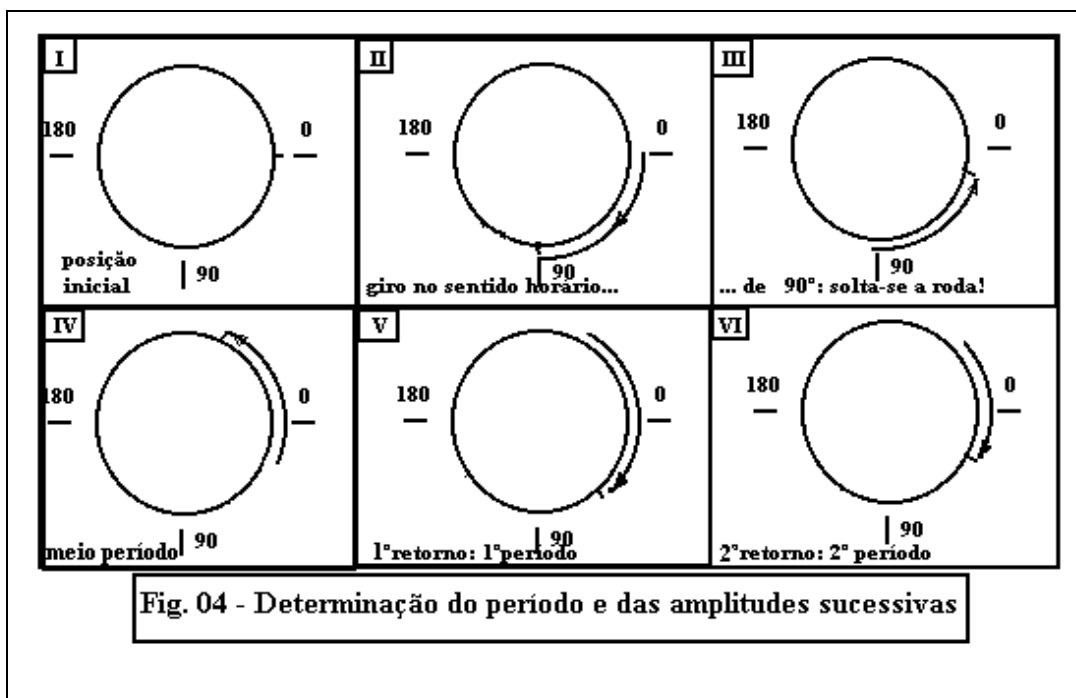 I
180
0
posição
inicial
90
II
180
0
90
giro no sentido horário...
III
180
0
90
... de 90°: solta-se a roda!
IV
180
0
meio período
90
V
180
0
90
1°retorno: 1°período
VI
180
0
90
2°retorno: 2° período
Fig. 04 - Determinação do período e das amplitudes sucessivas